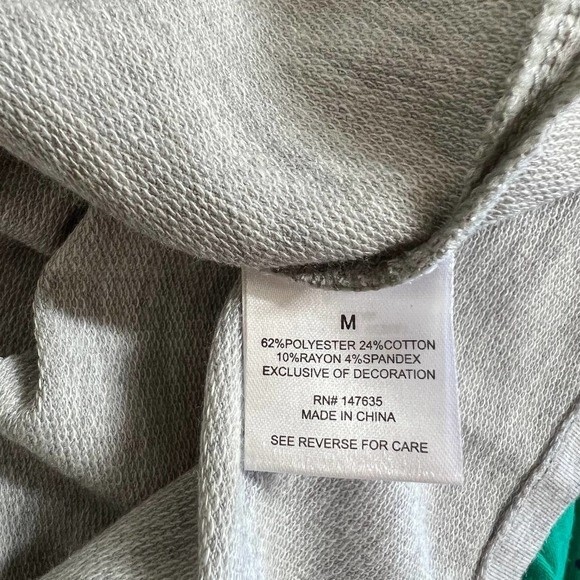 M
62%POLYESTER 24%COTTON
10%RAYON 4%SPANDEX
EXCLUSIVE OF DECORATION
RN# 147635
MADE IN CHINA
SEE REVERSE FOR CARE